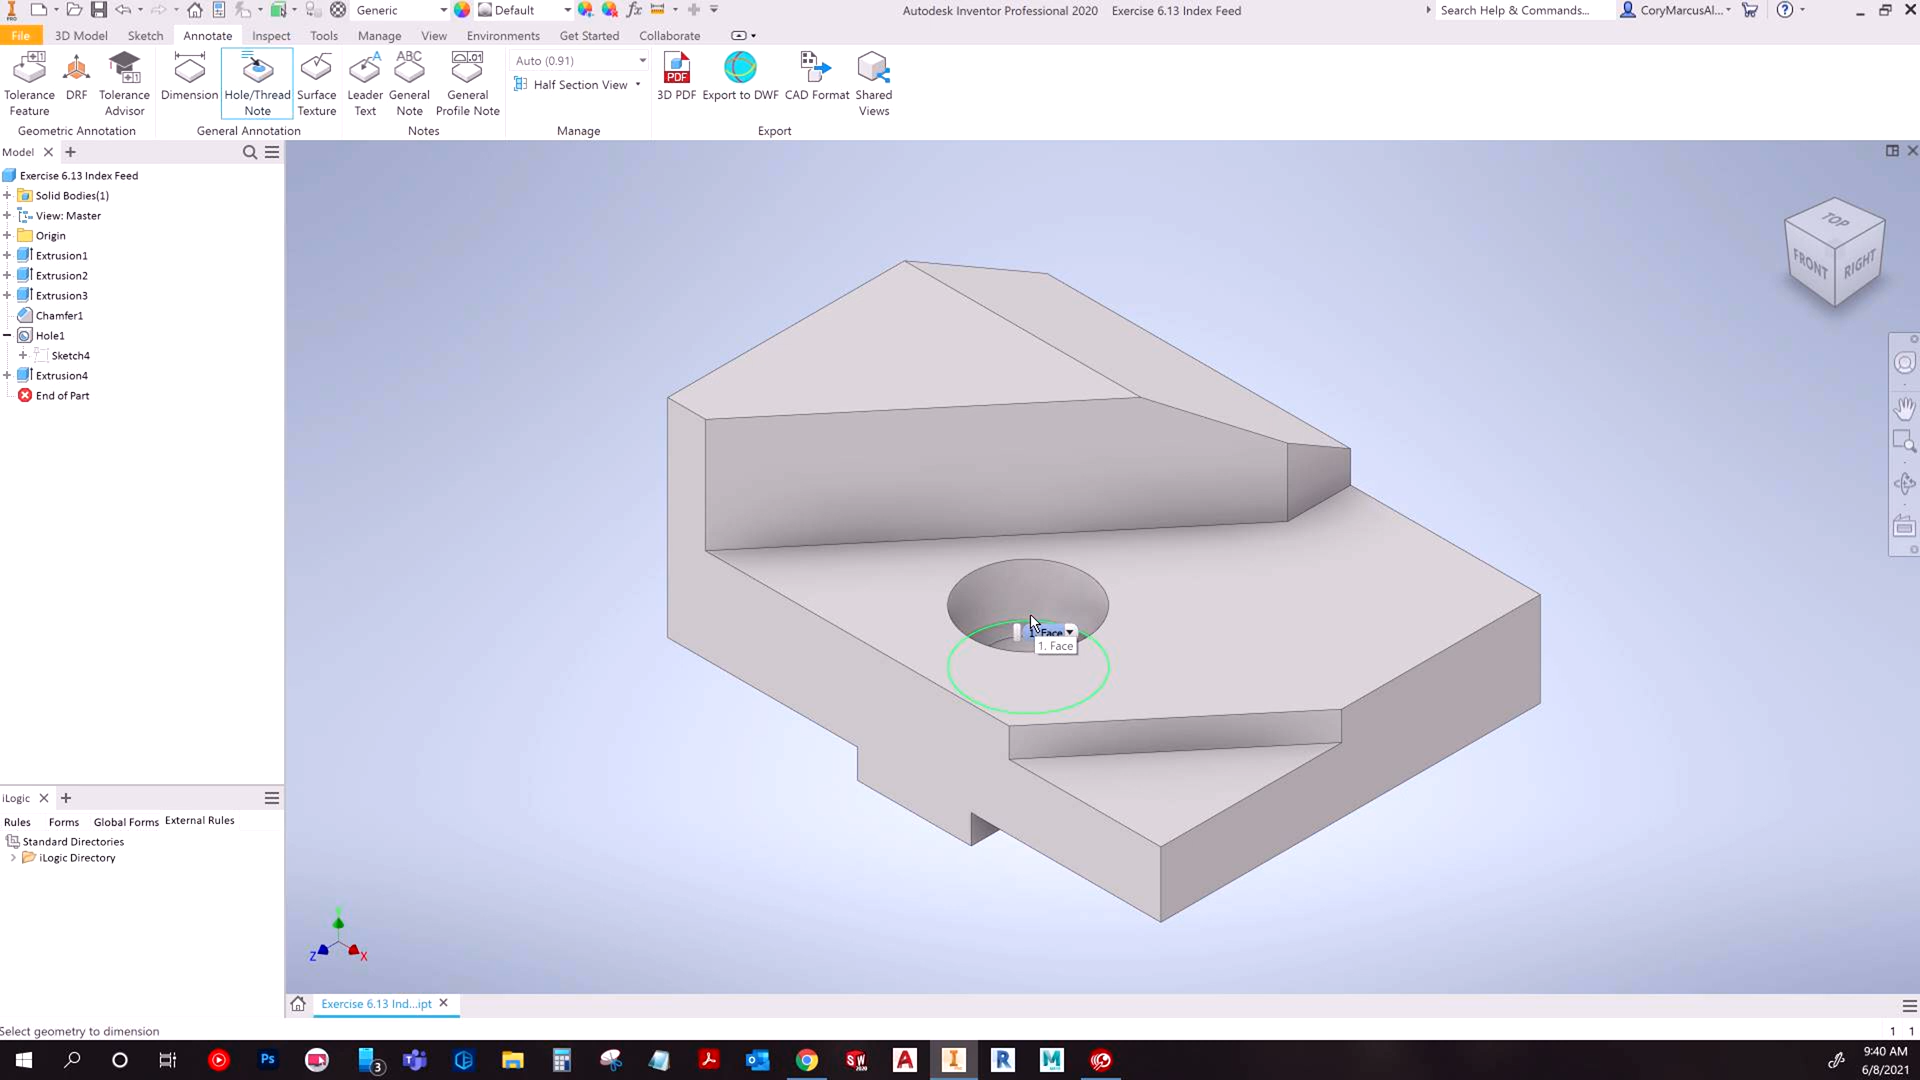 Generic
Default
fx
Autodesk Inventor Professional 2020 Exercise 6.13 Index Feed
Search Help & Commands...
CoryMarcusAl...
File 3D Model Sketch Annotate Inspect Tools Manage View Environments Get Started Collaborate
Tolerance Feature
DRF
Tolerance Advisor
Dimension
Hole/Thread Note
Surface Texture
Leader Text
General Note
General Profile Note
Auto (0.91)
Half Section View
3D PDF
Export to DWF
CAD Format
Shared Views
Geometric Annotation
General Annotation
Notes
Manage
Export
Model
Exercise 6.13 Index Feed
Solid Bodies(1)
View: Master
Origin
Extrusion1
Extrusion2
Extrusion3
Chamfer1
Hole1
Sketch4
Extrusion4
End of Part
TOP
FRONT
RIGHT
1. Face
1. Face
iLogic
Rules Forms Global Forms External Rules
Standard Directories
iLogic Directory
Z X
Exercise 6.13 Ind...ipt
Select geometry to dimension
1 1
9:40 AM
6/8/2021